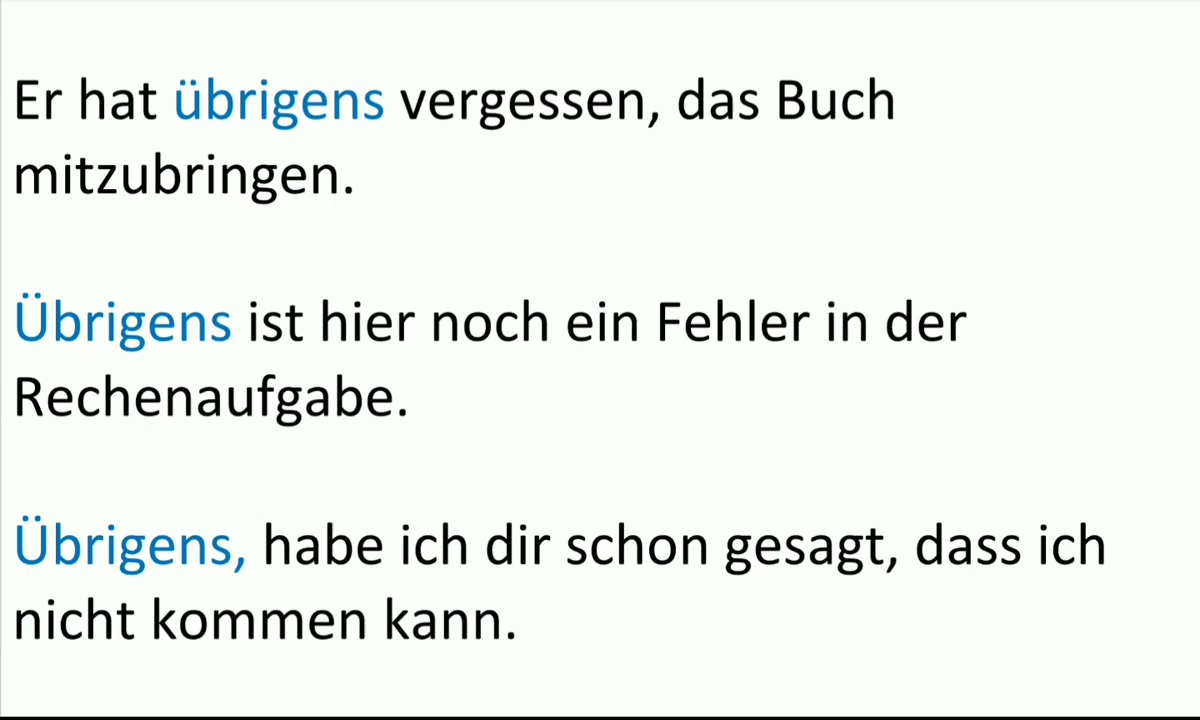 Er hat übrigens vergessen, das Buch
mitzubringen.
Übrigens ist hier noch ein Fehler in der
Rechenaufgabe.
Übrigens, habe ich dir schon gesagt, dass ich
nicht kommen kann.